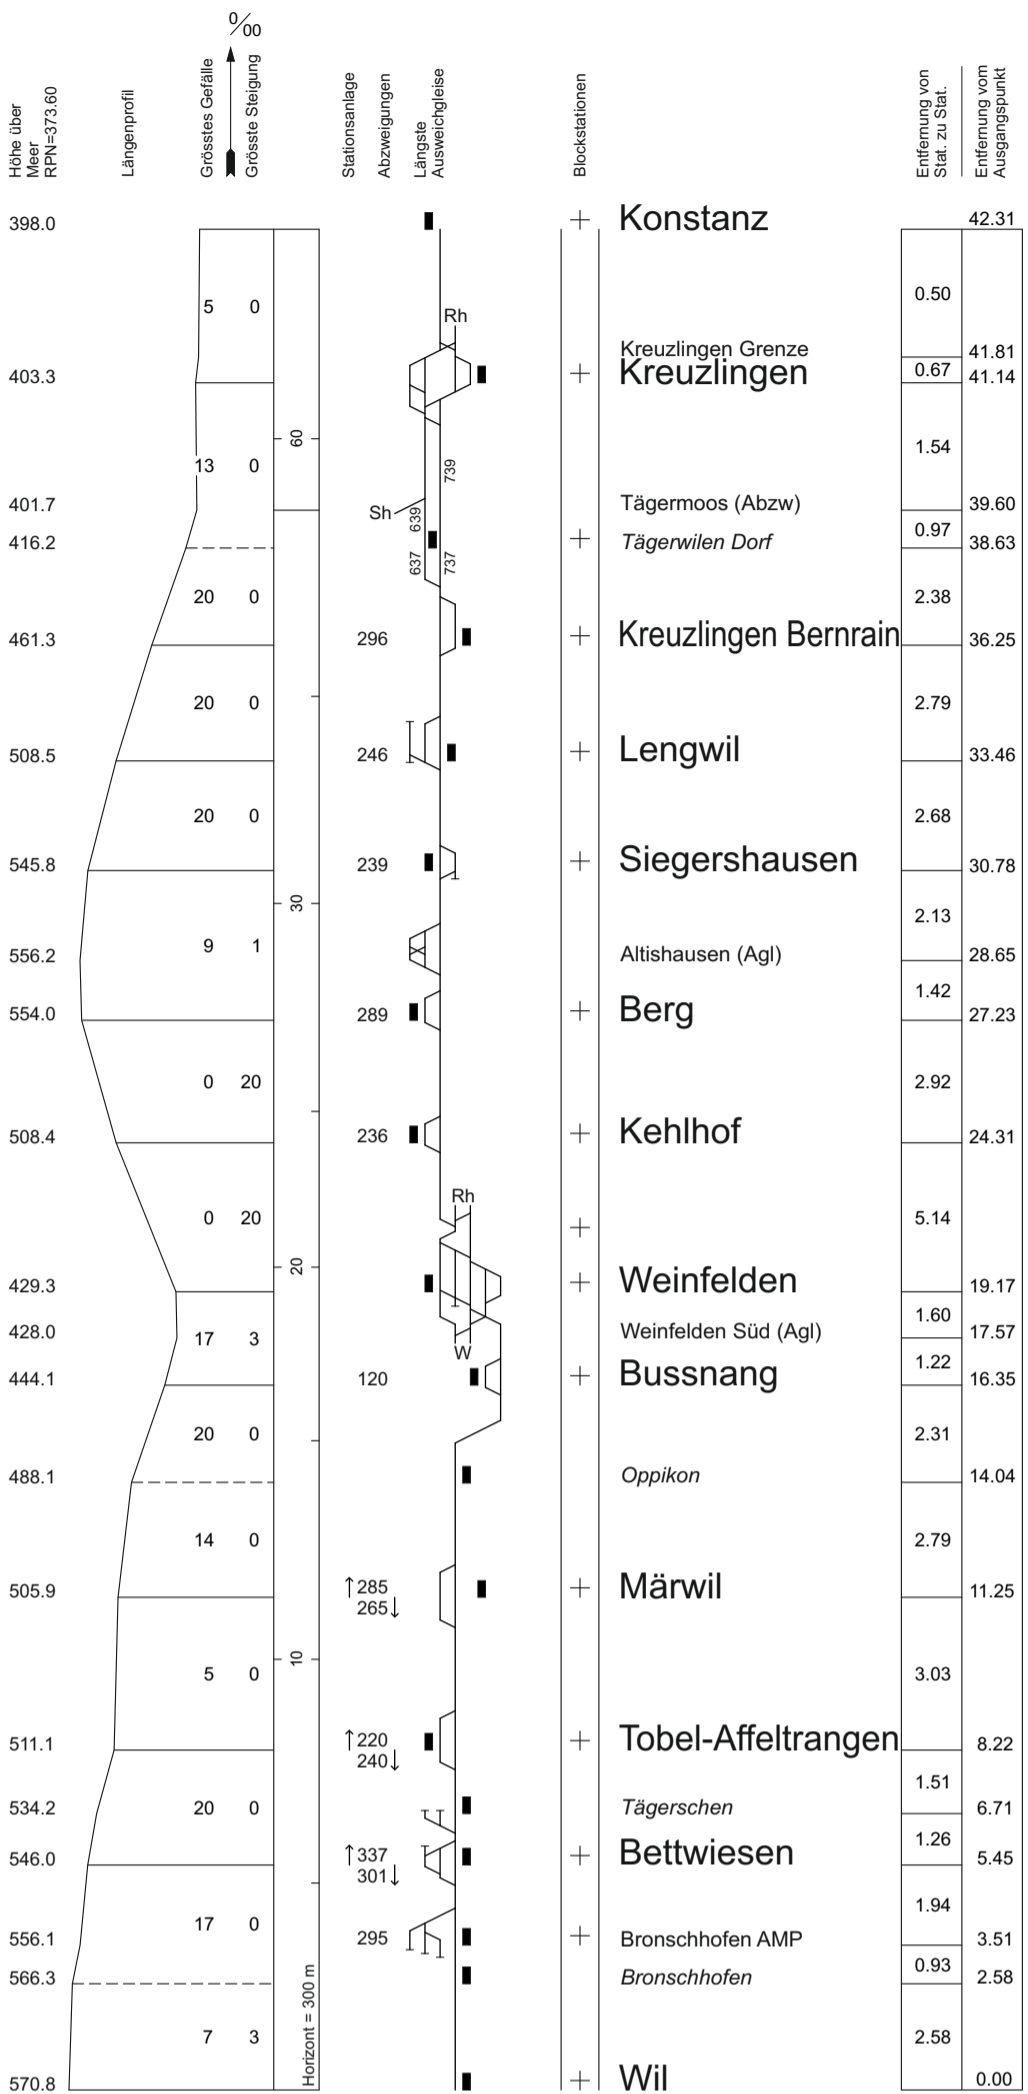 0/00
Höhe über
Meer
RPN=373.60
Längenprofil
Grösstes Gefälle
Grösste Steigung
Stationsanlage
Abzweigungen
Längste
Ausweichgleise
Blockstationen
Entfernung von
Stat. zu Stat.
Entfernung vom
Ausgangspunkt
398.0 Konstanz 42.31
5 0 0.50
Rh
Kreuzlingen Grenze 41.81
403.3 Kreuzlingen 0.67 41.14
60
13 0 739 1.54
401.7 Sh 639 Tägermoos (Abzw) 39.60
416.2 Tägerwilen Dorf 0.97 38.63
637 737
20 0 2.38
461.3 296 Kreuzlingen Bernrain 36.25
20 0 2.79
508.5 246 Lengwil 33.46
20 0 2.68
545.8 239 Siegershausen 30.78
30
9 1 2.13
556.2 Altishausen (Agl) 28.65
1.42
554.0 289 Berg 27.23
0 20 2.92
508.4 236 Kehlhof 24.31
Rh
0 20 5.14
20
429.3 Weinfelden 19.17
1.60
428.0 17 3 Weinfelden Süd (Agl) 17.57
W
1.22
444.1 120 Bussnang 16.35
20 0 2.31
488.1 Oppikon 14.04
14 0 2.79
505.9 ↑285 Märwil 11.25
265↓
10
5 0 3.03
511.1 ↑220 Tobel-Affeltrangen 8.22
240↓
1.51
534.2 20 0 Tägerschen 6.71
1.26
546.0 ↑337 Bettwiesen 5.45
301↓
1.94
17 0
556.1 295 Bronschhofen AMP 3.51
0.93
566.3 Bronschhofen 2.58
7 3 2.58
Horizont = 300 m
570.8 Wil 0.00